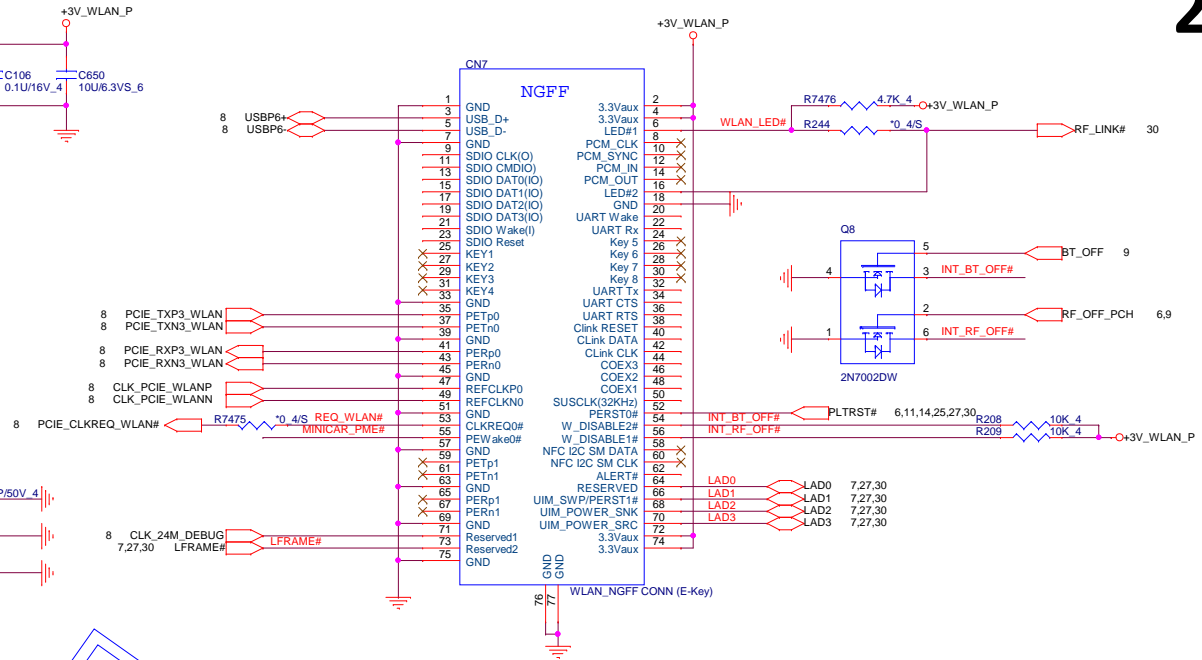 2
+3V_WLAN_P
C106
0.1U/16V_4
C650
10U/6.3VS_6
+3V_WLAN_P
CN7
NGFF
8 USBP6+
8 USBP6-
8 PCIE_TXP3_WLAN
8 PCIE_TXN3_WLAN
8 PCIE_RXP3_WLAN
8 PCIE_RXN3_WLAN
8 CLK_PCIE_WLANP
8 CLK_PCIE_WLANN
8 PCIE_CLKREQ_WLAN# R7475 *0_4/S REQ_WLAN#
MINICAR_PME#
P/50V_4
8 CLK_24M_DEBUG
7,27,30 LFRAME# LFRAME#
1 GND
3 USB_D+
5 USB_D-
7 GND
9 SDIO CLK(O)
11 SDIO CMDIO)
13 SDIO DAT0(IO)
15 SDIO DAT1(IO)
17 SDIO DAT2(IO)
19 SDIO DAT3(IO)
21 SDIO Wake(I)
23 SDIO Reset
25 KEY1
27 KEY2
29 KEY3
31 KEY4
33 GND
35 PETp0
37 PETn0
39 GND
41 PERp0
43 PERn0
45 GND
47 REFCLKP0
49 REFCLKN0
51 GND
53 CLKREQ0#
55 PEWake0#
57 GND
59 PETp1
61 PETn1
63 GND
65 PERp1
67 PERn1
69 GND
71 Reserved1
73 Reserved2
75 GND
3.3Vaux 2
3.3Vaux 4
LED#1 6
PCM_CLK 8
PCM_SYNC 10
PCM_IN 12
PCM_OUT 14
LED#2 16
GND 18
UART Wake 20
UART Rx 22
Key 5 24
Key 6 26
Key 7 28
Key 8 30
UART Tx 32
UART CTS 34
UART RTS 36
Clink RESET 38
CLink DATA 40
CLink CLK 42
COEX3 44
COEX2 46
COEX1 48
SUSCLK(32KHz) 50
PERST0# 52
W_DISABLE2# 54
W_DISABLE1# 56
NFC I2C SM DATA 58
NFC I2C SM CLK 60
ALERT# 62
RESERVED 64
UIM_SWP/PERST1# 66
UIM_POWER_SNK 68
UIM_POWER_SRC 70
3.3Vaux 72
3.3Vaux 74
GND 76
GND 77
WLAN_NGFF CONN (E-Key)
R7476 4.7K_4 +3V_WLAN_P
WLAN_LED# R244 *0_4/S RF_LINK# 30
Q8
5 BT_OFF 9
4 3 INT_BT_OFF#
2 RF_OFF_PCH 6,9
1 6 INT_RF_OFF#
2N7002DW
PLTRST# 6,11,14,25,27,30
INT_BT_OFF# R208 10K_4
INT_RF_OFF# R209 10K_4 +3V_WLAN_P
LAD0 LAD0 7,27,30
LAD1 LAD1 7,27,30
LAD2 LAD2 7,27,30
LAD3 LAD3 7,27,30